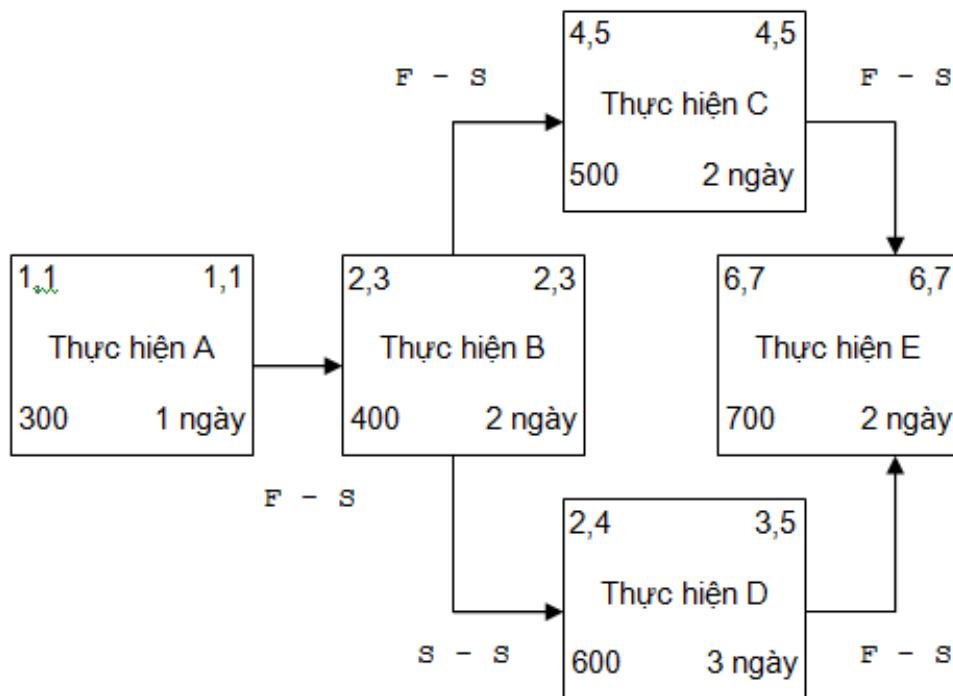 4,5 4,5
F - S
F - S
Thực hiện C
500 2 ngày
1,1 1,1
2,3 2,3
6,7 6,7
Thực hiện A
Thực hiện B
Thực hiện E
300 1 ngày
400 2 ngày
700 2 ngày
F - S
2,4 3,5
Thực hiện D
S - S
600 3 ngày
F - S